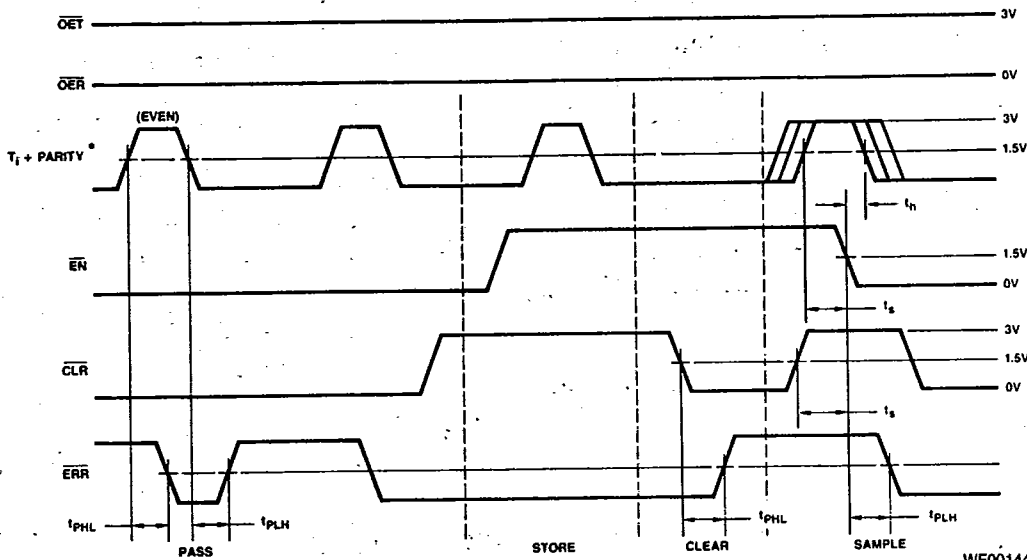 OET 3V
OER 0V
(EVEN)
3V
Ti + PARITY * 1.5V
th
EN 1.5V
0V
ts
3V
CLR 1.5V
0V
ts
ERR
tPHL tPLH tPHL tPLH
PASS STORE CLEAR SAMPLE